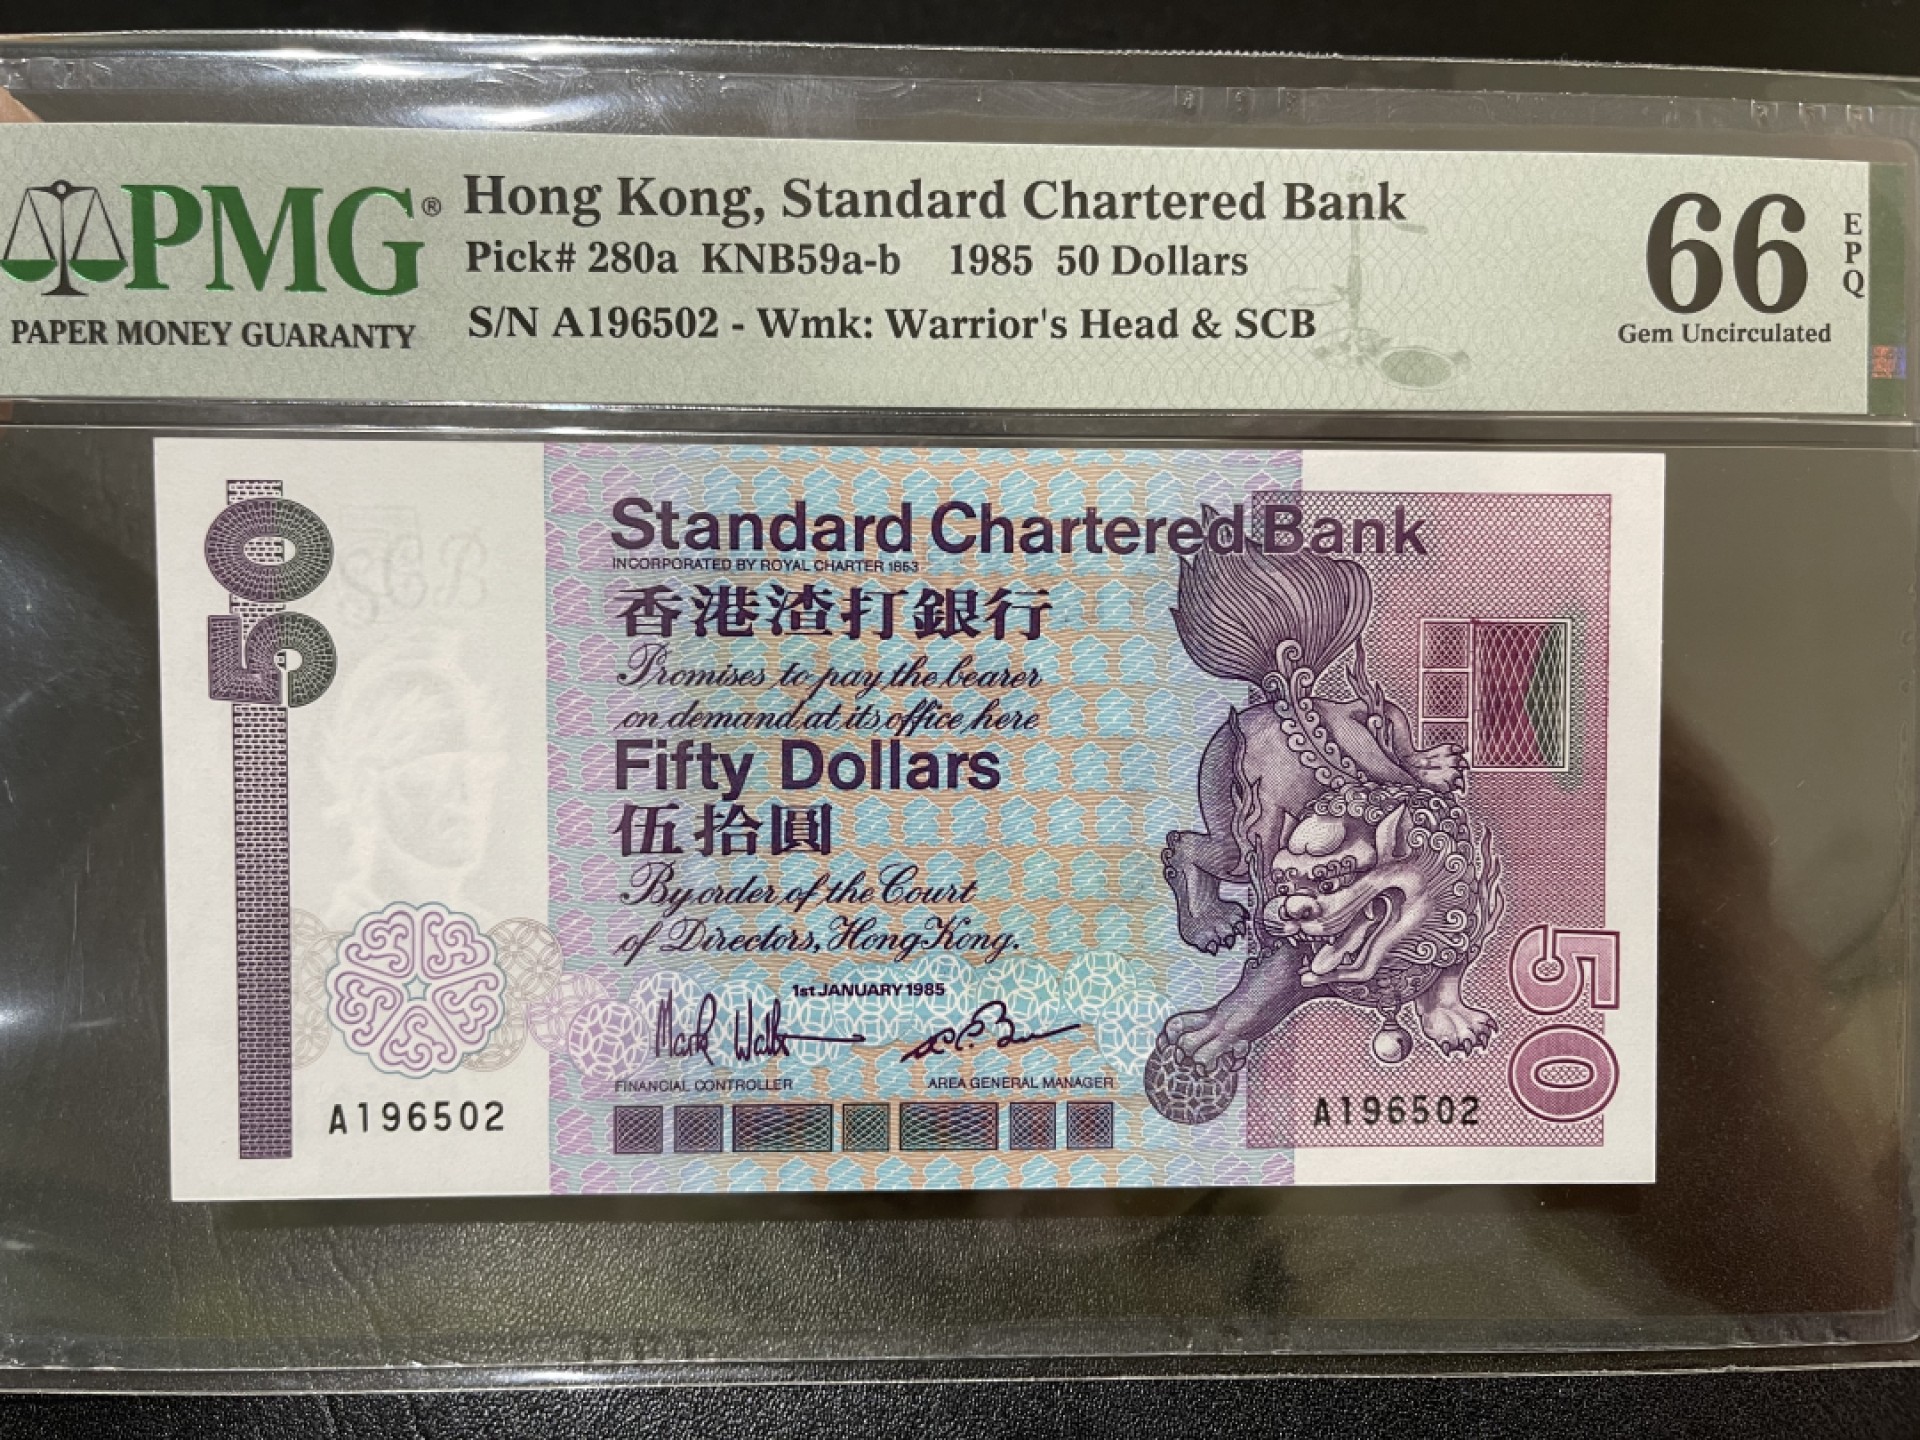 PMG®
PAPER MONEY GUARANTY
Hong Kong, Standard Chartered Bank
Pick# 280a KNB59a-b 1985 50 Dollars
S/N A196502 - Wmk: Warrior's Head & SCB
66
EPQ
Gem Uncirculated
50
SCB
Standard Chartered Bank
INCORPORATED BY ROYAL CHARTER 1853
香港渣打銀行
Promises to pay the bearer
on demand at its office here
Fifty Dollars
伍拾圓
By order of the Court
of Directors, Hong Kong.
1st JANUARY 1985
FINANCIAL CONTROLLER
AREA GENERAL MANAGER
A196502
A196502
50